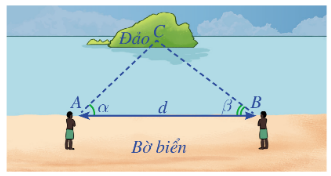 Đảo C
A α d β B
Bờ biển